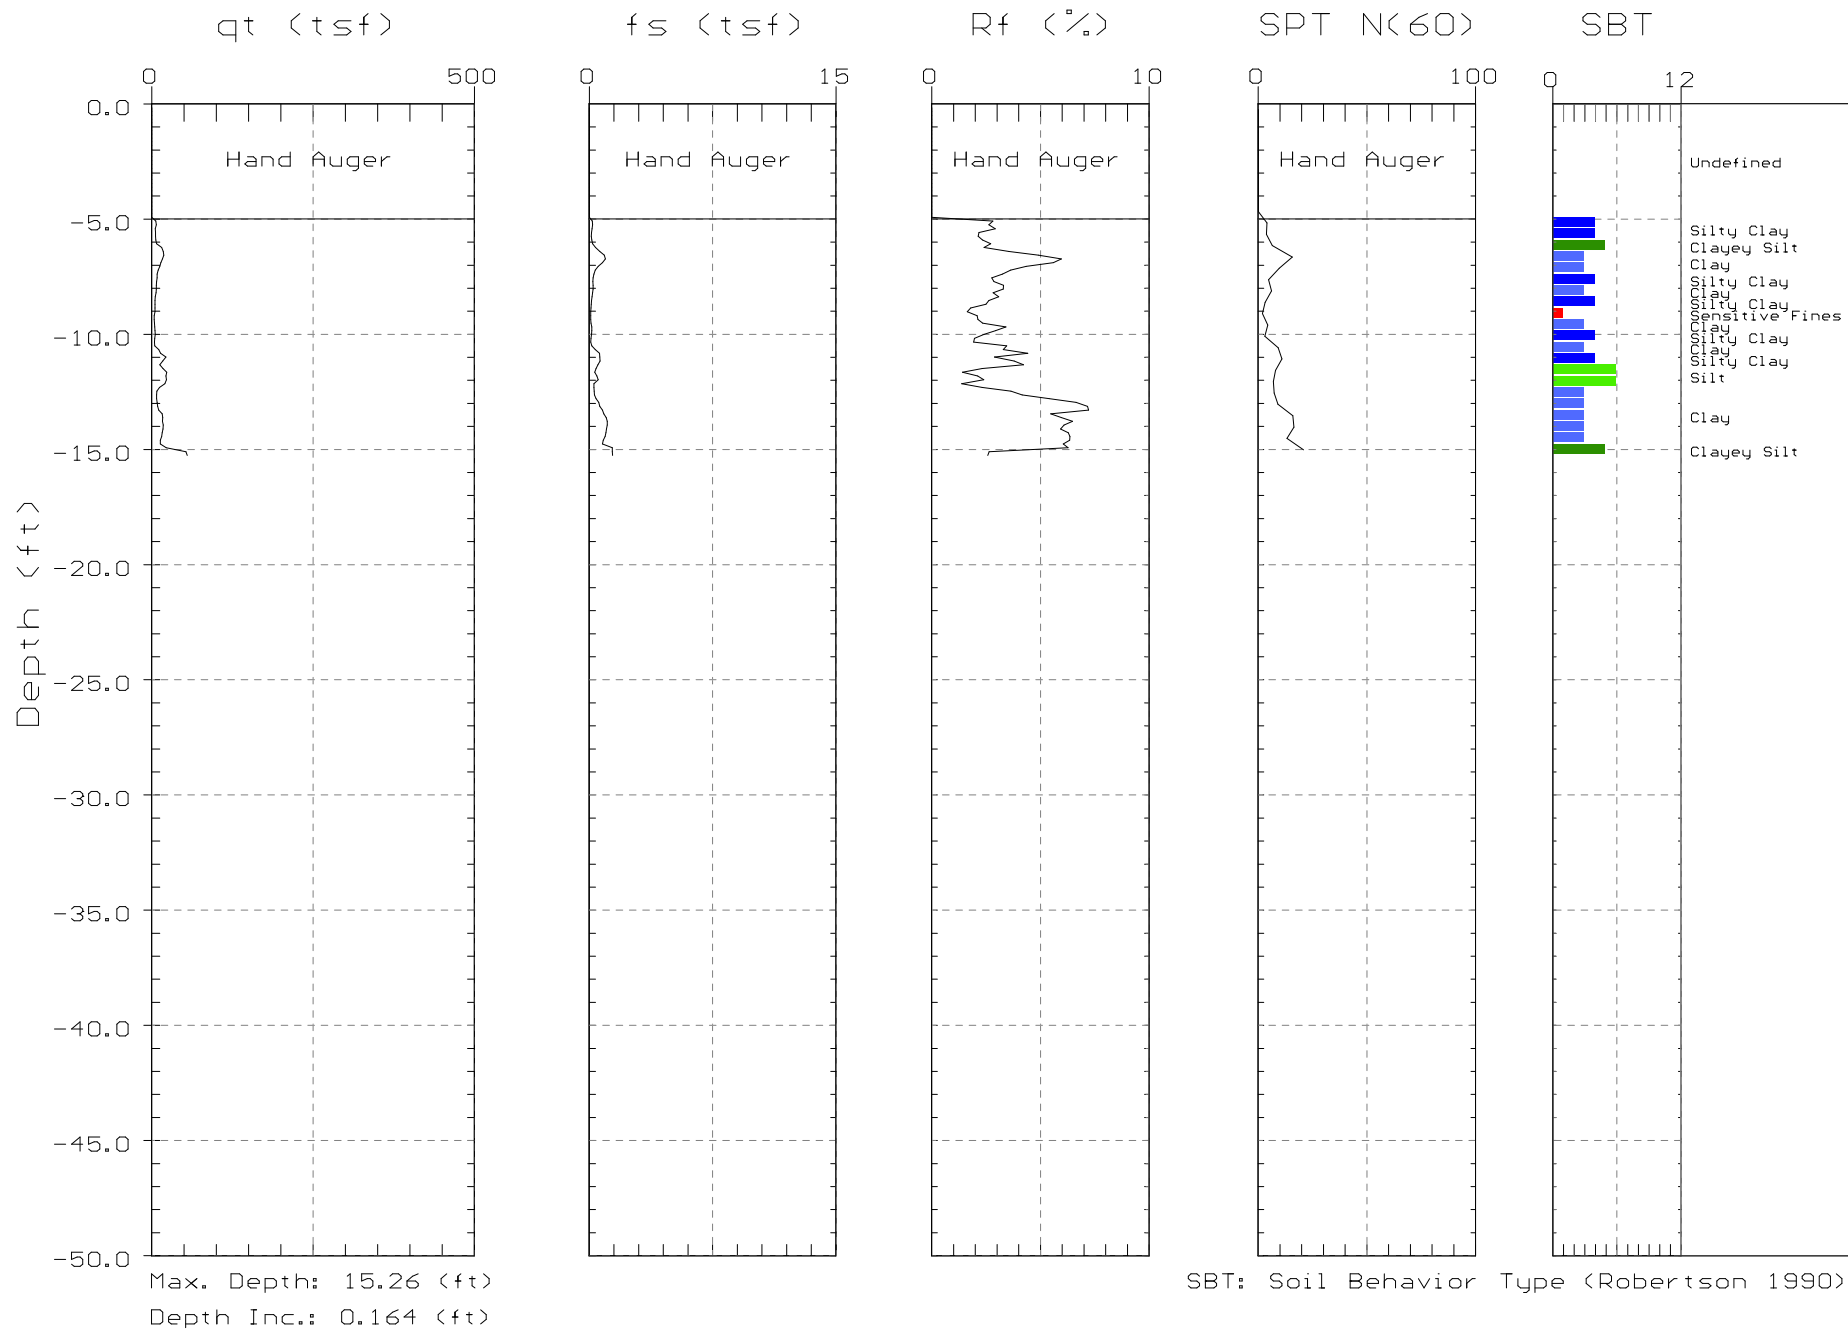 qt (tsf) fs (tsf) Rf (%) SPT N(60) SBT
0 500 0 15 0 10 0 100 0 12
0.0
Hand Auger Hand Auger Hand Auger Hand Auger Undefined
-5.0
Silty Clay
Clayey Silt
Clay
Silty Clay
Clay
Silty Clay
Sensitive Fines
Clay
-10.0
Silty Clay
Clay
Silty Clay
Silt
Clay
-15.0 Clayey Silt
Depth (ft)
-20.0
-25.0
-30.0
-35.0
-40.0
-45.0
-50.0
Max. Depth: 15.26 (ft) SBT: Soil Behavior Type (Robertson 1990)
Depth Inc.: 0.164 (ft)